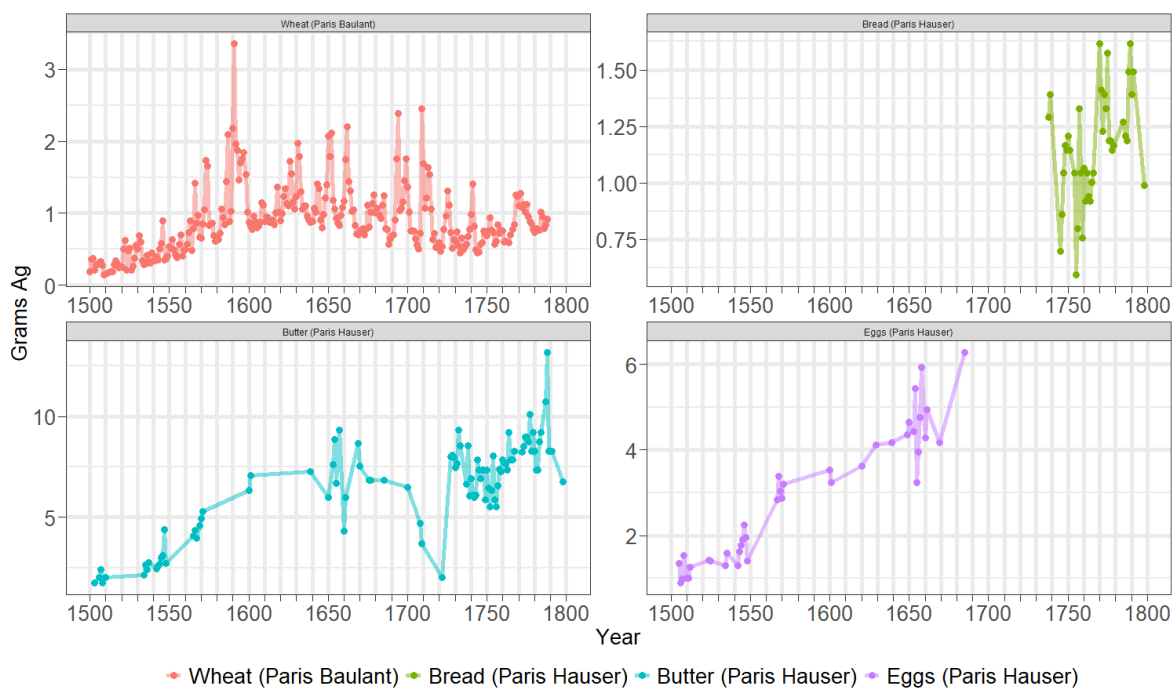 Wheat (Paris Baulant)
Bread (Paris Hauser)
3
2
1
0
1.50
1.25
1.00
0.75
1500 1550 1600 1650 1700 1750 1800
1500 1550 1600 1650 1700 1750 1800
Grams Ag
Butter (Paris Hauser)
Eggs (Paris Hauser)
10
5
6
4
2
1500 1550 1600 1650 1700 1750 1800
1500 1550 1600 1650 1700 1750 1800
Year
Wheat (Paris Baulant) Bread (Paris Hauser) Butter (Paris Hauser) Eggs (Paris Hauser)